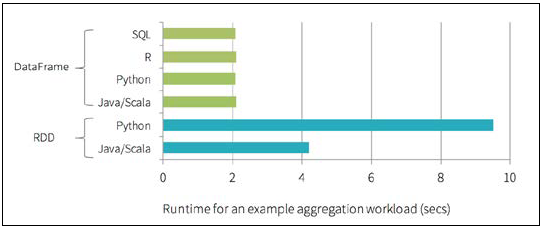 SQL
R
DataFrame
Python
Java/Scala
Python
RDD
Java/Scala
0 2 4 6 8 10
Runtime for an example aggregation workload (secs)